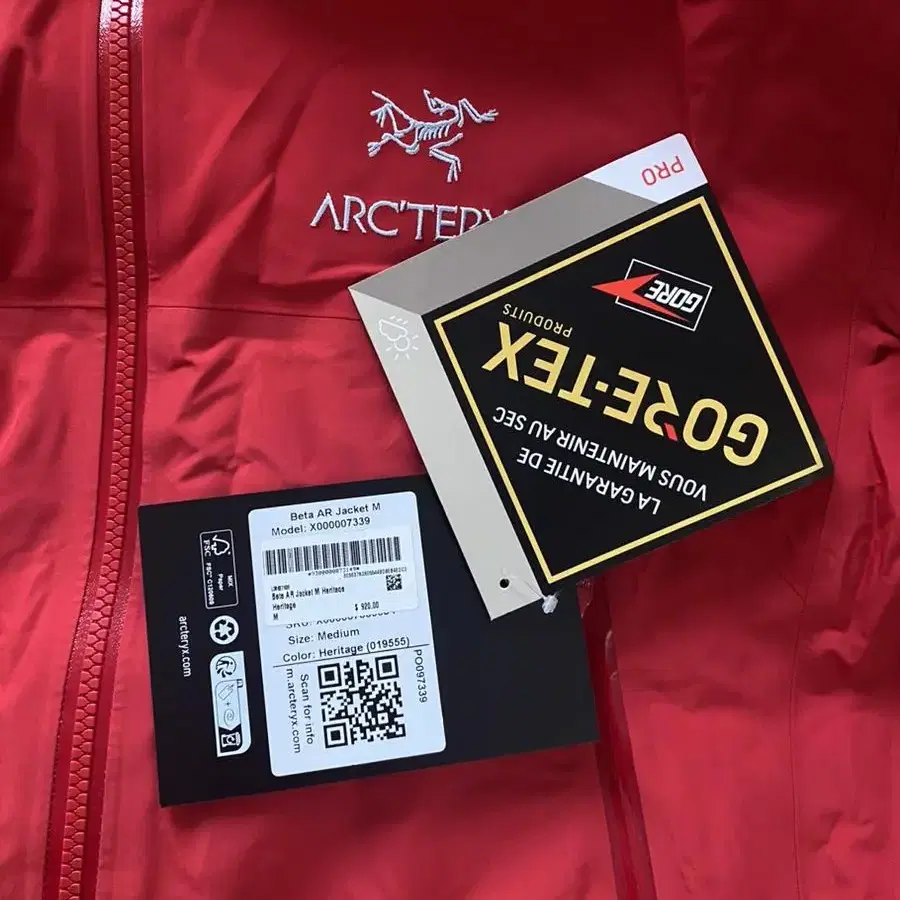 ARC'TERYX
PRO
GORE
GORE-TEX
PRODUITS
LA GARANTIE DE
VOUS MAINTENIR AU SEC
Beta AR Jacket M
Model: X000007339
Beta AR Jacket M Heritage
Heritage
$ 920.00
M
Size: Medium
Color: Heritage (019555)
PO097339
Scan for info
m.arcteryx.com
FSC
MIX
Paper
arcteryx.com